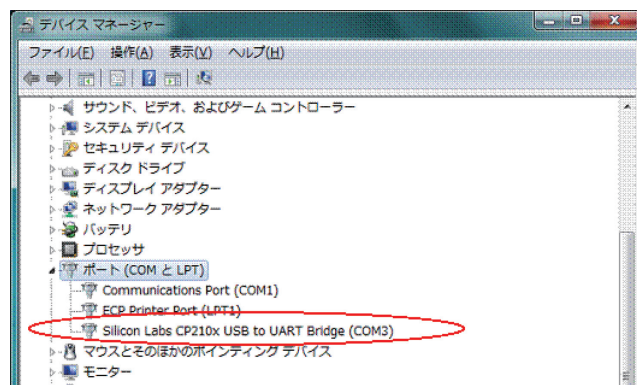 デバイス マネージャー
ファイル(F) 操作(A) 表示(V) ヘルプ(H)
サウンド、ビデオ、およびゲーム コントローラー
システム デバイス
セキュリティ デバイス
ディスク ドライブ
ディスプレイ アダプター
ネットワーク アダプター
バッテリ
プロセッサ
ポート (COM と LPT)
Communications Port (COM1)
ECP Printer Port (LPT1)
Silicon Labs CP210x USB to UART Bridge (COM3)
マウスとそのほかのポインティング デバイス
モニター